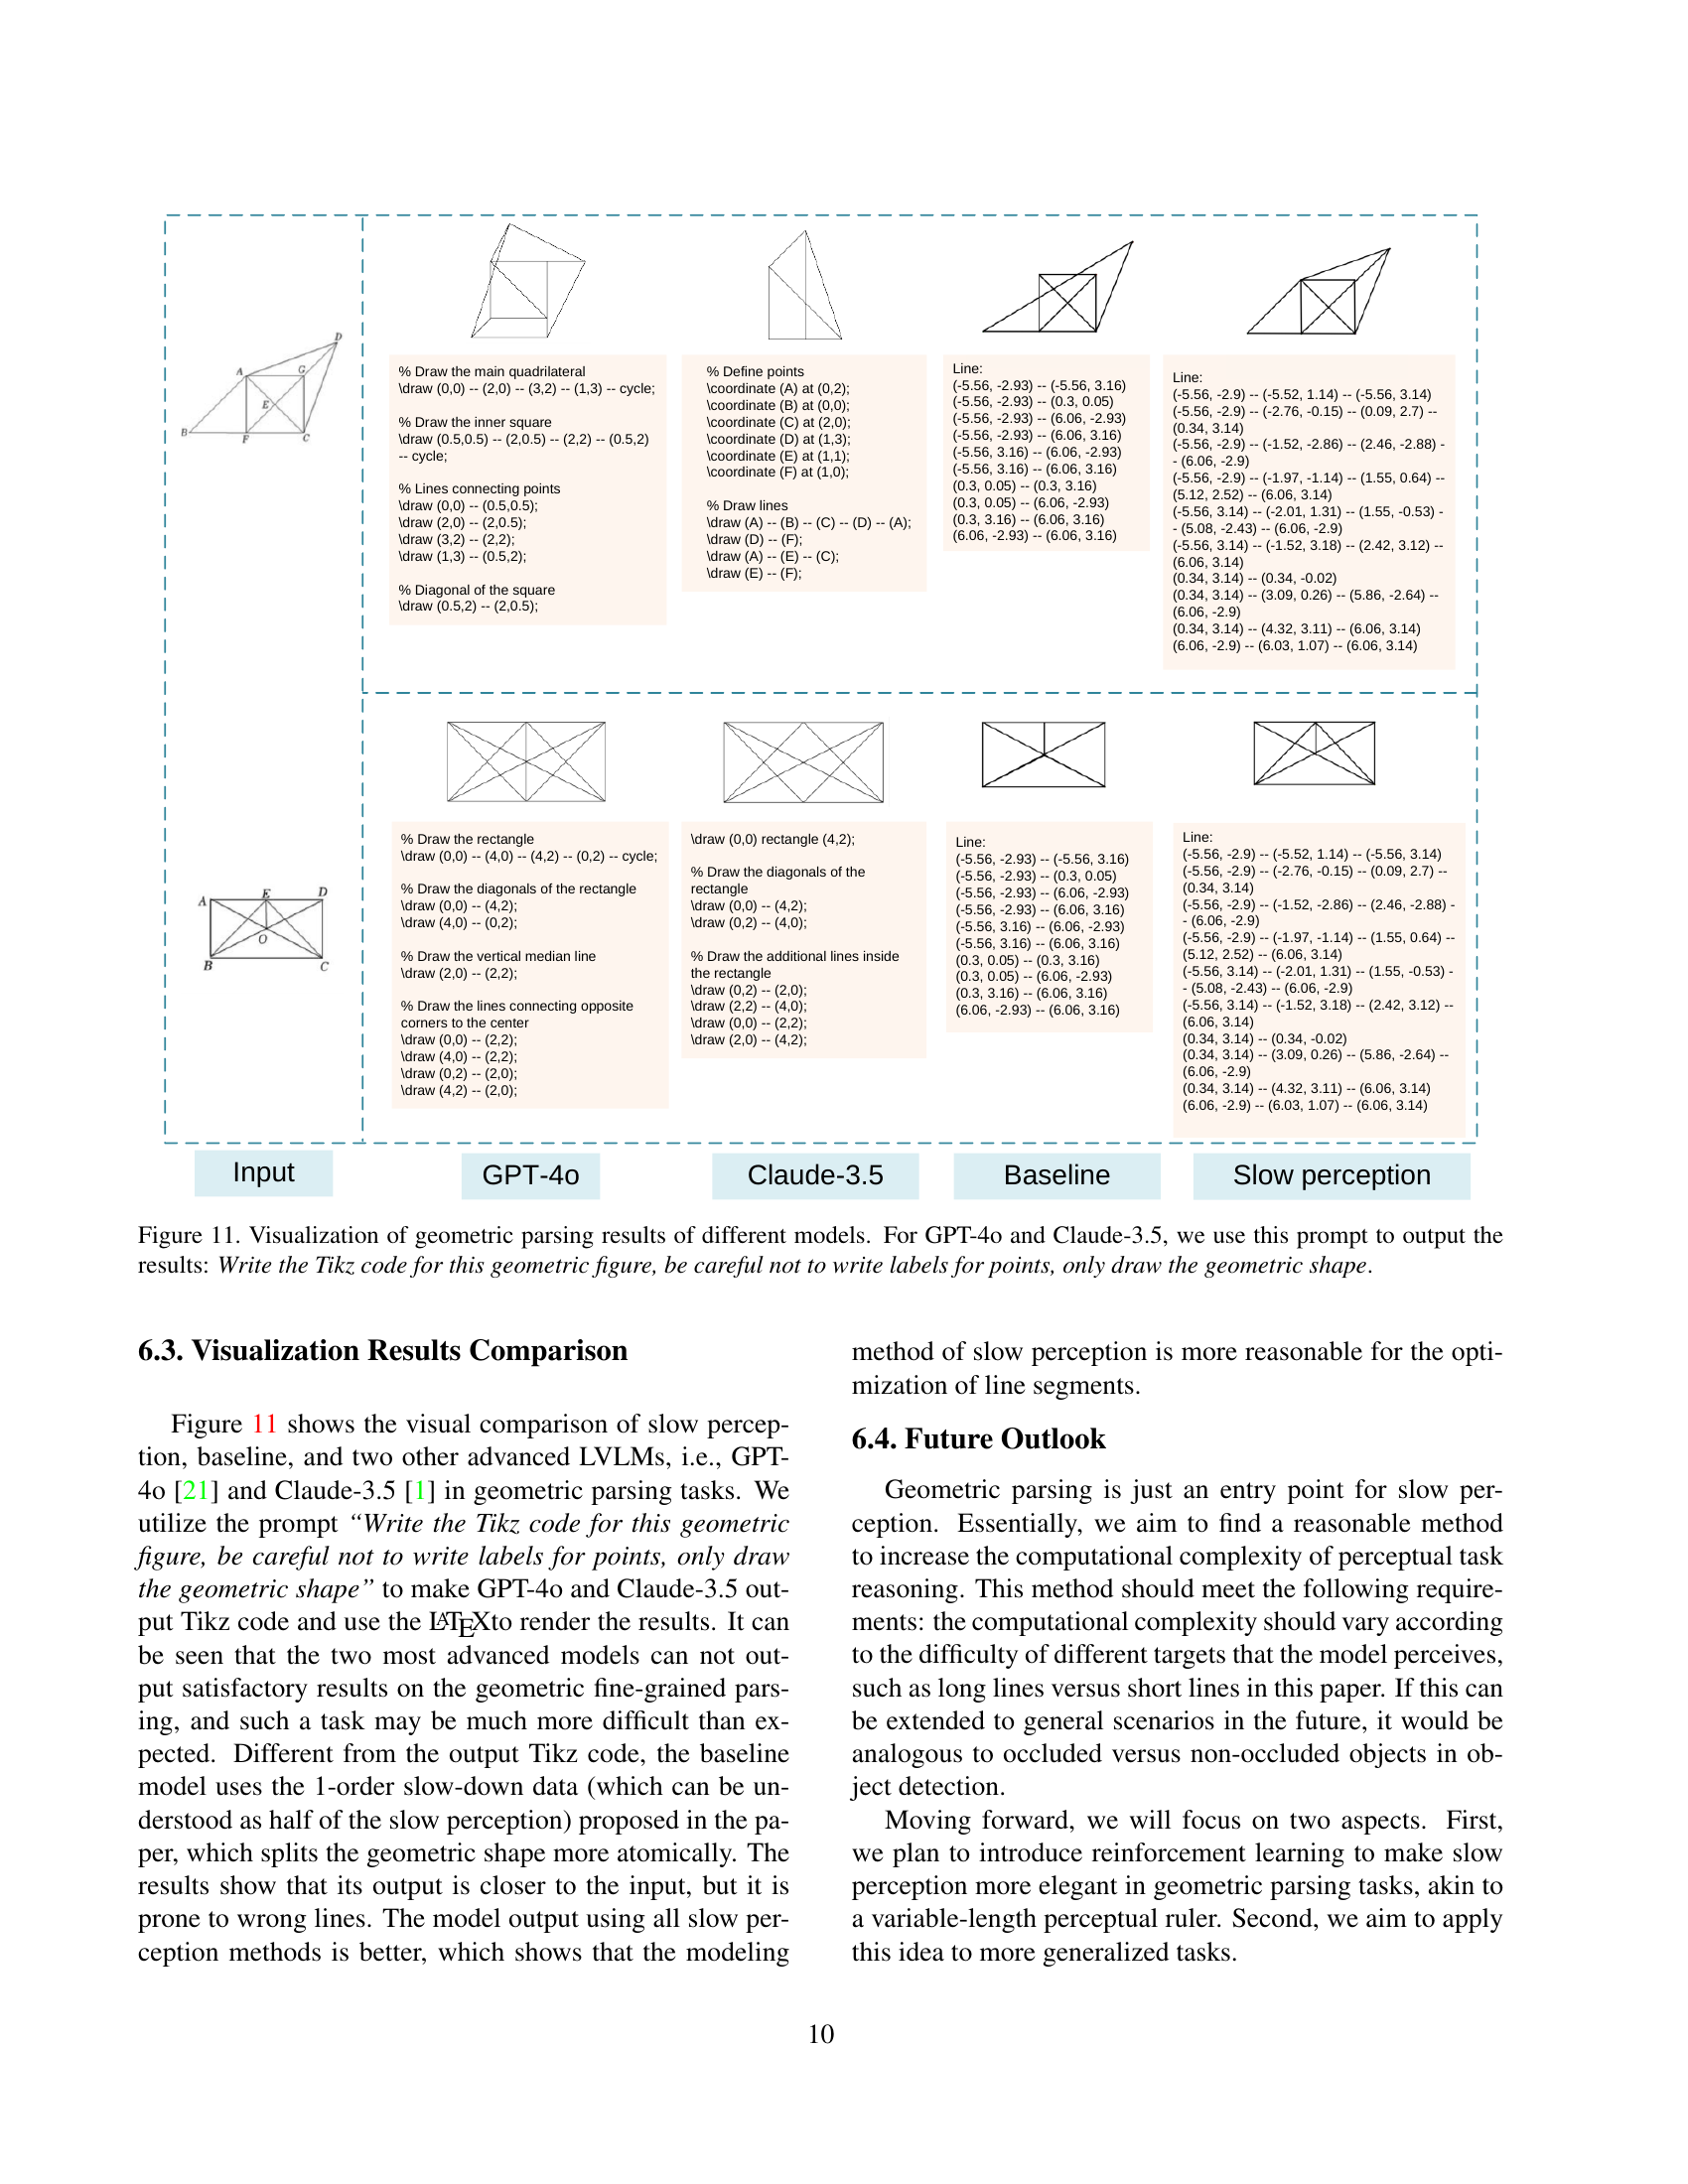 D
A
G
E
B
F
C
% Draw the main quadrilateral
\draw (0,0) -- (2,0) -- (3,2) -- (1,3) -- cycle;
% Draw the inner square
\draw (0.5,0.5) -- (2,0.5) -- (2,2) -- (0.5,2)
-- cycle;
% Lines connecting points
\draw (0,0) -- (0.5,0.5);
\draw (2,0) -- (2,0.5);
\draw (3,2) -- (2,2);
\draw (1,3) -- (0.5,2);
% Diagonal of the square
\draw (0.5,2) -- (2,0.5);
% Define points
\coordinate (A) at (0,2);
\coordinate (B) at (0,0);
\coordinate (C) at (2,0);
\coordinate (D) at (1,3);
\coordinate (E) at (1,1);
\coordinate (F) at (1,0);
% Draw lines
\draw (A) -- (B) -- (C) -- (D) -- (A);
\draw (D) -- (F);
\draw (A) -- (E) -- (C);
\draw (E) -- (F);
Line:
(-5.56, -2.93) -- (-5.56, 3.16)
(-5.56, -2.93) -- (0.3, 0.05)
(-5.56, -2.93) -- (6.06, -2.93)
(-5.56, -2.93) -- (6.06, 3.16)
(-5.56, 3.16) -- (6.06, -2.93)
(-5.56, 3.16) -- (6.06, 3.16)
(0.3, 0.05) -- (0.3, 3.16)
(0.3, 0.05) -- (6.06, -2.93)
(0.3, 3.16) -- (6.06, 3.16)
(6.06, -2.93) -- (6.06, 3.16)
Line:
(-5.56, -2.9) -- (-5.52, 1.14) -- (-5.56, 3.14)
(-5.56, -2.9) -- (-2.76, -0.15) -- (0.09, 2.7) --
(0.34, 3.14)
(-5.56, -2.9) -- (-1.52, -2.86) -- (2.46, -2.88) -
- (6.06, -2.9)
(-5.56, -2.9) -- (-1.97, -1.14) -- (1.55, 0.64) --
(5.12, 2.52) -- (6.06, 3.14)
(-5.56, 3.14) -- (-2.01, 1.31) -- (1.55, -0.53) -
- (5.08, -2.43) -- (6.06, -2.9)
(-5.56, 3.14) -- (-1.52, 3.18) -- (2.42, 3.12) --
(6.06, 3.14)
(0.34, 3.14) -- (0.34, -0.02)
(0.34, 3.14) -- (3.09, 0.26) -- (5.86, -2.64) --
(6.06, -2.9)
(0.34, 3.14) -- (4.32, 3.11) -- (6.06, 3.14)
(6.06, -2.9) -- (6.03, 1.07) -- (6.06, 3.14)
A
E
D
O
B
C
% Draw the rectangle
\draw (0,0) -- (4,0) -- (4,2) -- (0,2) -- cycle;
% Draw the diagonals of the rectangle
\draw (0,0) -- (4,2);
\draw (4,0) -- (0,2);
% Draw the vertical median line
\draw (2,0) -- (2,2);
% Draw the lines connecting opposite
corners to the center
\draw (0,0) -- (2,2);
\draw (4,0) -- (2,2);
\draw (0,2) -- (2,0);
\draw (4,2) -- (2,0);
\draw (0,0) rectangle (4,2);
% Draw the diagonals of the
rectangle
\draw (0,0) -- (4,2);
\draw (0,2) -- (4,0);
% Draw the additional lines inside
the rectangle
\draw (0,2) -- (2,0);
\draw (2,2) -- (4,0);
\draw (0,0) -- (2,2);
\draw (2,0) -- (4,2);
Line:
(-5.56, -2.93) -- (-5.56, 3.16)
(-5.56, -2.93) -- (0.3, 0.05)
(-5.56, -2.93) -- (6.06, -2.93)
(-5.56, -2.93) -- (6.06, 3.16)
(-5.56, 3.16) -- (6.06, -2.93)
(-5.56, 3.16) -- (6.06, 3.16)
(0.3, 0.05) -- (0.3, 3.16)
(0.3, 0.05) -- (6.06, -2.93)
(0.3, 3.16) -- (6.06, 3.16)
(6.06, -2.93) -- (6.06, 3.16)
Line:
(-5.56, -2.9) -- (-5.52, 1.14) -- (-5.56, 3.14)
(-5.56, -2.9) -- (-2.76, -0.15) -- (0.09, 2.7) --
(0.34, 3.14)
(-5.56, -2.9) -- (-1.52, -2.86) -- (2.46, -2.88) -
- (6.06, -2.9)
(-5.56, -2.9) -- (-1.97, -1.14) -- (1.55, 0.64) --
(5.12, 2.52) -- (6.06, 3.14)
(-5.56, 3.14) -- (-2.01, 1.31) -- (1.55, -0.53) -
- (5.08, -2.43) -- (6.06, -2.9)
(-5.56, 3.14) -- (-1.52, 3.18) -- (2.42, 3.12) --
(6.06, 3.14)
(0.34, 3.14) -- (0.34, -0.02)
(0.34, 3.14) -- (3.09, 0.26) -- (5.86, -2.64) --
(6.06, -2.9)
(0.34, 3.14) -- (4.32, 3.11) -- (6.06, 3.14)
(6.06, -2.9) -- (6.03, 1.07) -- (6.06, 3.14)
Input
GPT-4o
Claude-3.5
Baseline
Slow perception
Figure 11. Visualization of geometric parsing results of different models. For GPT-4o and Claude-3.5, we use this prompt to output the
results: Write the Tikz code for this geometric figure, be careful not to write labels for points, only draw the geometric shape.
6.3. Visualization Results Comparison
Figure 11 shows the visual comparison of slow percep-
tion, baseline, and two other advanced LVLMs, i.e., GPT-
4o [21] and Claude-3.5 [1] in geometric parsing tasks. We
utilize the prompt “Write the Tikz code for this geometric
figure, be careful not to write labels for points, only draw
the geometric shape” to make GPT-4o and Claude-3.5 out-
put Tikz code and use the LATEXto render the results. It can
be seen that the two most advanced models can not out-
put satisfactory results on the geometric fine-grained pars-
ing, and such a task may be much more difficult than ex-
pected. Different from the output Tikz code, the baseline
model uses the 1-order slow-down data (which can be un-
derstood as half of the slow perception) proposed in the pa-
per, which splits the geometric shape more atomically. The
results show that its output is closer to the input, but it is
prone to wrong lines. The model output using all slow per-
ception methods is better, which shows that the modeling
method of slow perception is more reasonable for the opti-
mization of line segments.
6.4. Future Outlook
Geometric parsing is just an entry point for slow per-
ception. Essentially, we aim to find a reasonable method
to increase the computational complexity of perceptual task
reasoning. This method should meet the following require-
ments: the computational complexity should vary according
to the difficulty of different targets that the model perceives,
such as long lines versus short lines in this paper. If this can
be extended to general scenarios in the future, it would be
analogous to occluded versus non-occluded objects in ob-
ject detection.
Moving forward, we will focus on two aspects. First,
we plan to introduce reinforcement learning to make slow
perception more elegant in geometric parsing tasks, akin to
a variable-length perceptual ruler. Second, we aim to apply
this idea to more generalized tasks.
10